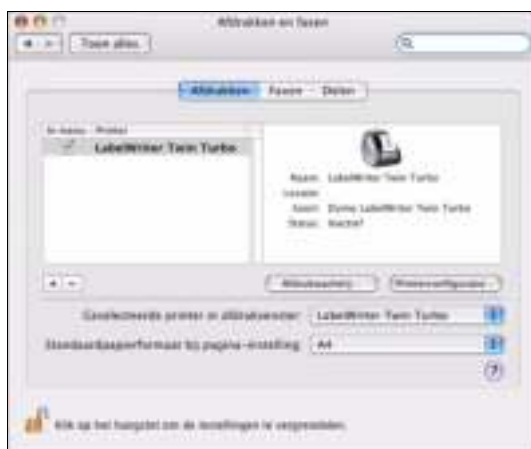 Afdrukken en faxen
Toon alles
Afdrukken Faxen Delen
In menu Printer
LabelWriter Twin Turbo
Naam: LabelWriter Twin Turbo
Locatie:
Soort: Dymo LabelWriter Twin Turbo
Status: Inactief
Afdrukwachtrij Printerconfiguratie
Geselecteerde printer in afdrukvenster: LabelWriter Twin Turbo
Standaardpapierformaat bij pagina-instelling: A4
?
Klik op het hangslot om de instellingen te vergrendelen.